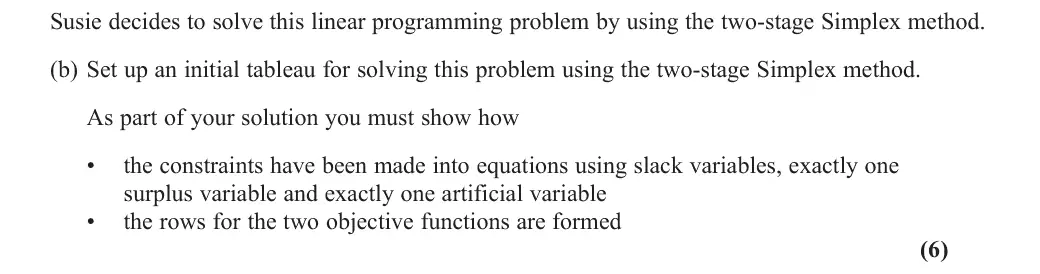 Susie decides to solve this linear programming problem by using the two-stage Simplex method.
(b) Set up an initial tableau for solving this problem using the two-stage Simplex method.
As part of your solution you must show how
• the constraints have been made into equations using slack variables, exactly one
surplus variable and exactly one artificial variable
• the rows for the two objective functions are formed
(6)